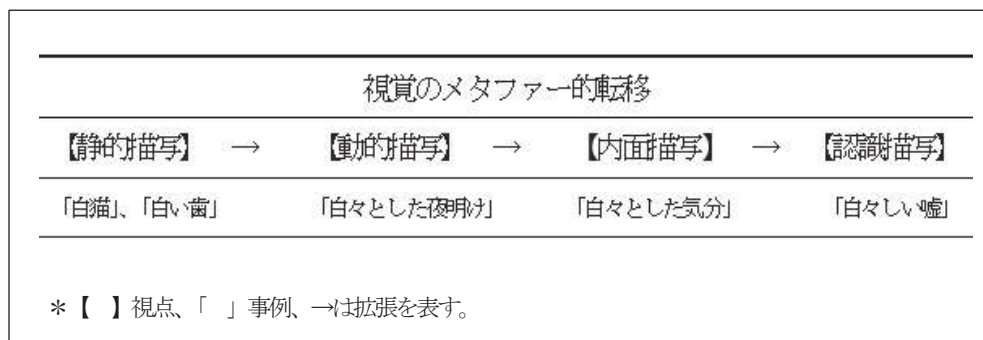 視覚のメタファー的転移
【静的描写】 → 【動的描写】 → 【内面描写】 → 【認識描写】
「白猫」、「白い歯」 「白々とした夜明け」 「白々とした気分」 「白々しい嘘」
＊【 】視点、「 」事例、→は拡張を表す。